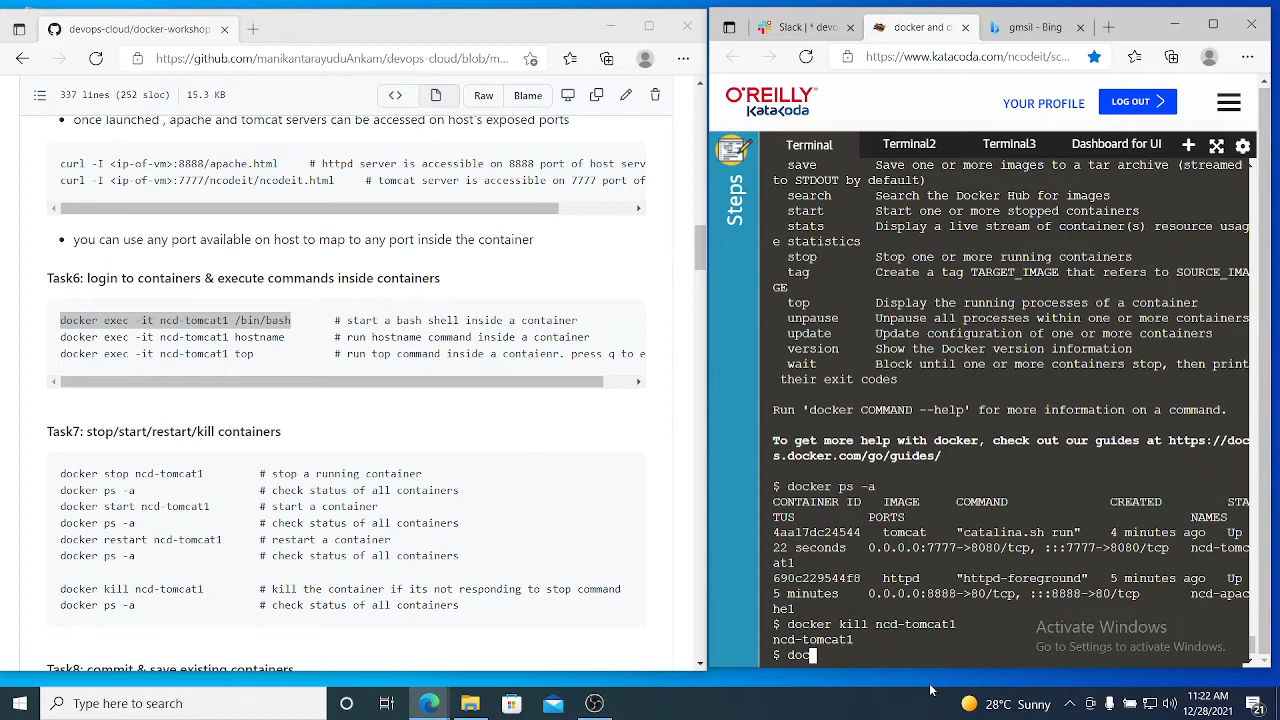 devops-cloud/docker-workshop
https://github.com/manikantarayuduAnkam/devops-cloud/blob/m...
337 lines (252 sloc)
15.3 KB
Raw
Blame
curl -I <ip-of-vm>:8888/apache.html # httpd server is accessible on 8888 port of host serv
curl -I <ip-of-vm>:7777/ncodeit/ncodeit.html # tomcat server is accessible on 7777 port of
you can use any port available on host to map to any port inside the container
Task6: login to containers & execute commands inside containers
docker exec -it ncd-tomcat1 /bin/bash # start a bash shell inside a container
docker exec -it ncd-tomcat1 hostname # run hostname command inside a container
docker exec -it ncd-tomcat1 top # run top command inside a contaienr. press q to e
Task7: stop/start/restart/kill containers
docker stop ncd-tomcat1 # stop a running container
docker ps -a # check status of all containers
docker start ncd-tomcat1 # start a container
docker ps -a # check status of all containers
docker restart ncd-tomcat1 # restart a container
docker ps -a # check status of all containers
docker kill ncd-tomcat1 # kill the container if its not responding to stop command
docker ps -a # check status of all containers
Task8: commit & save existing containers
Slack | * devo
docker and d
gmsil - Bing
https://www.katacoda.com/ncodeit/sc...
O'REILLY
Katacoda
YOUR PROFILE
LOG OUT
Steps
Terminal
Terminal2
Terminal3
Dashboard for UI
save Save one or more images to a tar archive (streamed
to STDOUT by default)
search Search the Docker Hub for images
start Start one or more stopped containers
stats Display a live stream of container(s) resource usag
e statistics
stop Stop one or more running containers
tag Create a tag TARGET_IMAGE that refers to SOURCE_IMA
GE
top Display the running processes of a container
unpause Unpause all processes within one or more containers
update Update configuration of one or more containers
version Show the Docker version information
wait Block until one or more containers stop, then print
their exit codes
Run 'docker COMMAND --help' for more information on a command.
To get more help with docker, check out our guides at https://doc
s.docker.com/go/guides/
$ docker ps -a
CONTAINER ID IMAGE COMMAND CREATED STA
TUS PORTS NAMES
4aa17dc24544 tomcat "catalina.sh run" 4 minutes ago Up
22 seconds 0.0.0.0:7777->8080/tcp, :::7777->8080/tcp ncd-tomc
at1
690c229544f8 httpd "httpd-foreground" 5 minutes ago Up
5 minutes 0.0.0.0:8888->80/tcp, :::8888->80/tcp ncd-apac
he1
$ docker kill ncd-tomcat1
ncd-tomcat1
$ doc
Activate Windows
Go to Settings to activate Windows.
Type here to search
28°C Sunny
11:22 AM
12/28/2021
21